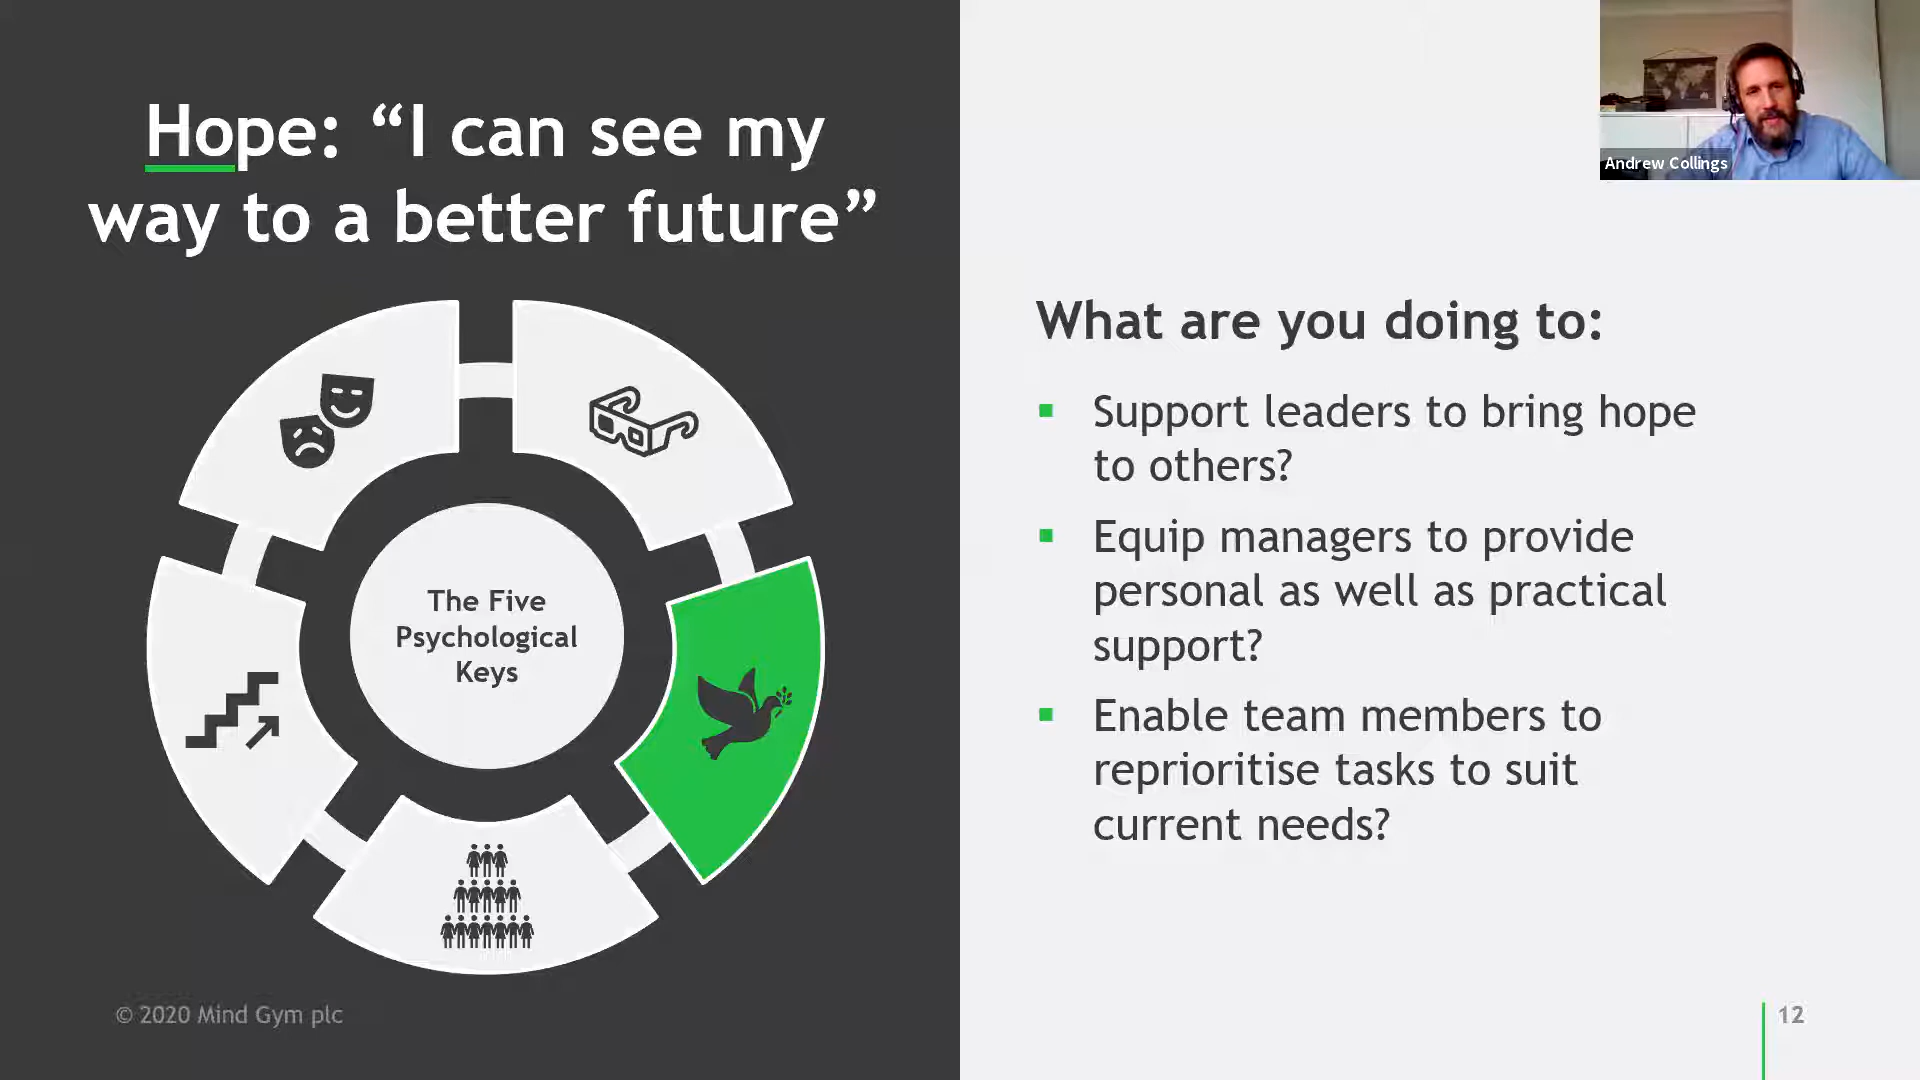 Hope: “I can see my
way to a better future”
The Five
Psychological
Keys
© 2020 Mind Gym plc
Andrew Collings
What are you doing to:
▪ Support leaders to bring hope
to others?
▪ Equip managers to provide
personal as well as practical
support?
▪ Enable team members to
reprioritise tasks to suit
current needs?
12